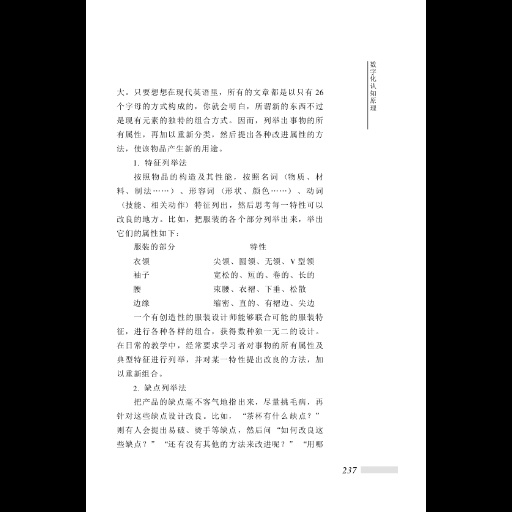 数字化认知原理
大。只要想想在现代英语里，所有的文章都是以只有 26
个字母的方式构成的，你就会明白，所谓新的东西不过
是现有元素的独特的组合方式。因而，列举出事物的所
有属性，再加以重新分类，然后提出各种改进属性的方
法，使该物品产生新的用途。
1. 特征列举法
按照物品的构造及其性能，按照名词（物质、材
料、制法……）、形容词（形状、颜色……）、动词
（技能、相关动作）特征列出，然后思考每一特性可以
改良的地方。比如，把服装的各个部分列举出来，举出
它们的属性如下：
服装的部分 特性
衣领 尖领、圆领、无领、V 型领
袖子 宽松的、短的、卷的、长的
腰 束腰、衣褶、下垂、松散
边缘 缩密、直的、有褶边、尖边
一个有创造性的服装设计师能够联合可能的服装特
征，进行各种各样的组合，获得数种独一无二的设计。
在日常的教学中，经常要求学习者对事物的所有属性及
典型特征进行列举，并对某一特性提出改良的方法，加
以重新组合。
2. 缺点列举法
把产品的缺点毫不客气地指出来，尽量挑毛病，再
针对这些缺点设计改良。比如，“茶杯有什么缺点？”
则有人会提出易破、烫手等缺点，然后问“如何改良这
些缺点？”“还有没有其他的方法来改进呢？”“用哪
237